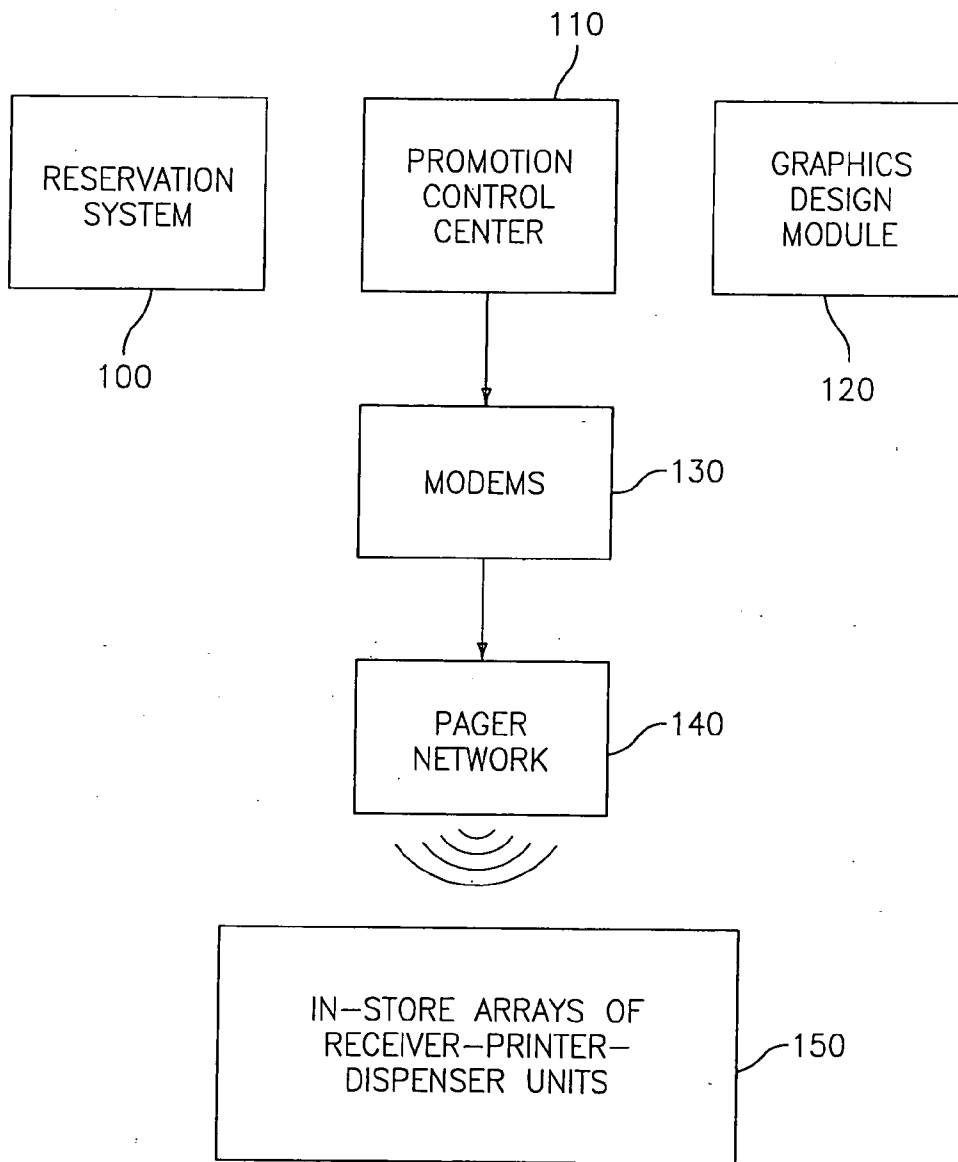 110
RESERVATION
SYSTEM
100
PROMOTION
CONTROL
CENTER
GRAPHICS
DESIGN
MODULE
120
MODEMS
130
PAGER
NETWORK
140
IN-STORE ARRAYS OF
RECEIVER-PRINTER-
DISPENSER UNITS
150